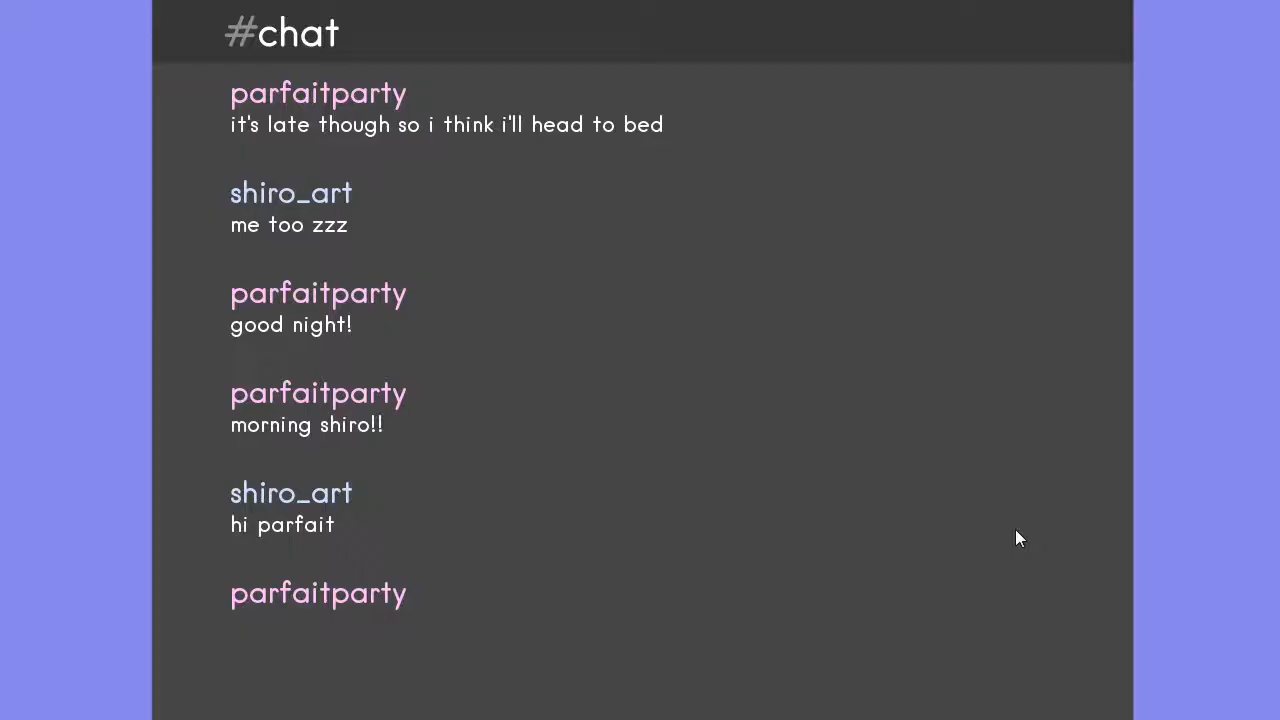 #chat
parfaitparty
it's late though so i think i'll head to bed
shiro_art
me too zzz
parfaitparty
good night!
parfaitparty
morning shiro!!
shiro_art
hi parfait
parfaitparty